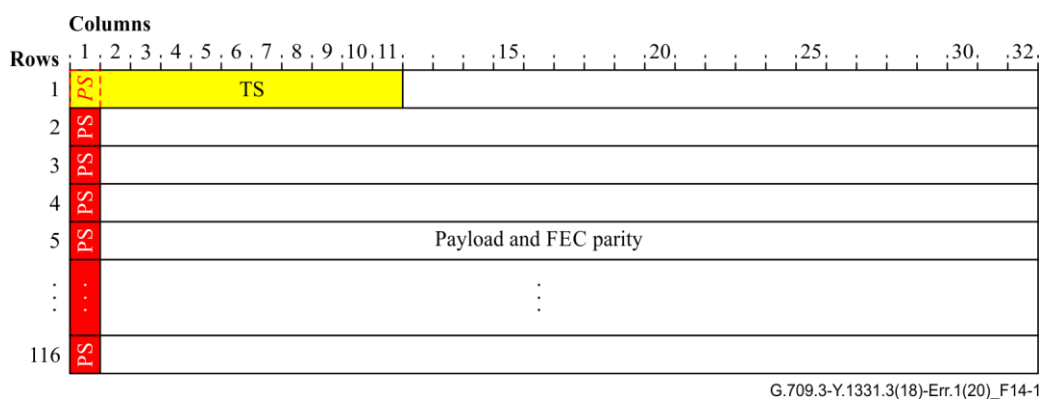 Columns
Rows 1 2 3 4 5 6 7 8 9 10 11 15 20 25 30 32
1 PS TS
2 PS
3 PS
4 PS
5 PS Payload and FEC parity
⋮ ⋮ ⋮
116 PS
G.709.3-Y.1331.3(18)-Err.1(20)_F14-1